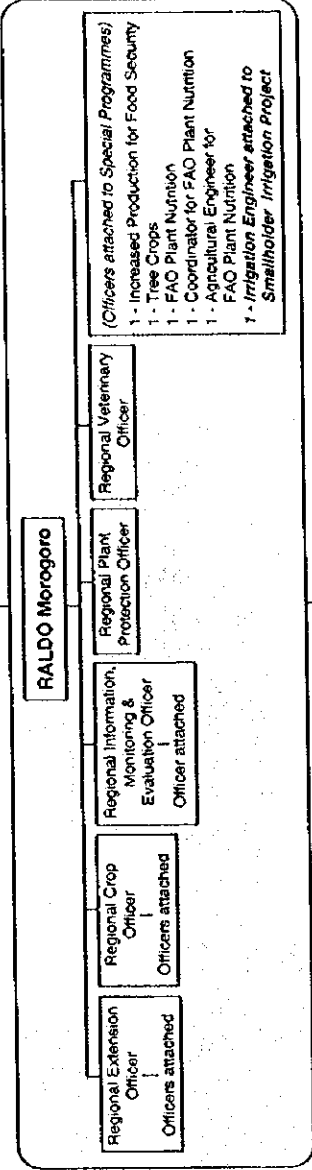 RALDO Morogoro
Regional Extension
Officer
Officers attached
Regional Crop
Officer
Officers attached
Regional Information,
Monitoring &
Evaluation Officer
Officer attached
Regional Plant
Protection Officer
Regional Veterinary
Officer
(Officers attached to Special Programmes)
1 - Increased Production for Food Security
1 - Tree Crops
1 - FAO Plant Nutrition
1 - Coordinator for FAO Plant Nutrition
1 - Agricultural Engineer for
FAO Plant Nutrition
1 - Irrigation Engineer attached to
Smallholder Irrigation Project